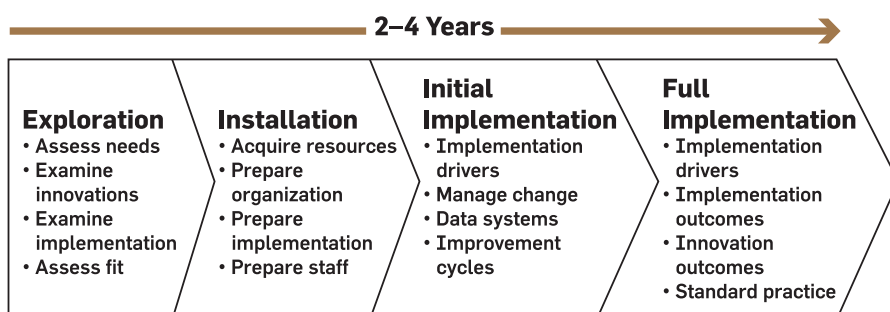 2–4 Years
Exploration
• Assess needs
• Examine
innovations
• Examine
implementation
• Assess fit
Installation
• Acquire resources
• Prepare
organization
• Prepare
implementation
• Prepare staff
Initial
Implementation
• Implementation
drivers
• Manage change
• Data systems
• Improvement
cycles
Full
Implementation
• Implementation
drivers
• Implementation
outcomes
• Innovation
outcomes
• Standard practice